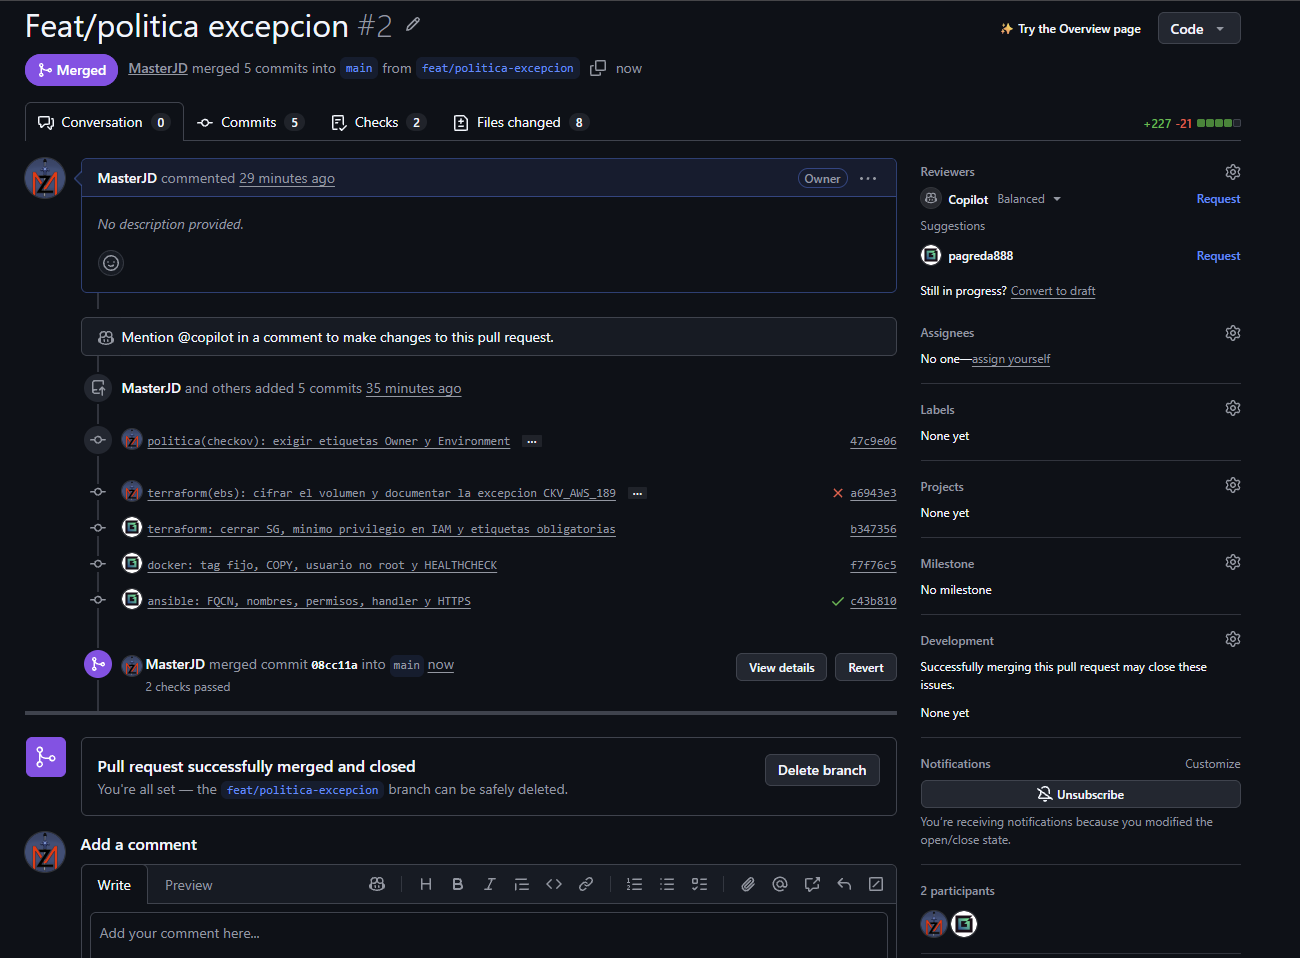 Feat/politica excepcion #2
Try the Overview page
Code
Merged
MasterJD merged 5 commits into main from feat/politica-excepcion now
Conversation 0
Commits 5
Checks 2
Files changed 8
+227 -21
MasterJD commented 29 minutes ago
Owner
No description provided.
Mention @copilot in a comment to make changes to this pull request.
MasterJD and others added 5 commits 35 minutes ago
politica(checkov): exigir etiquetas Owner y Environment ... 47c9e06
terraform(ebs): cifrar el volumen y documentar la excepcion CKV_AWS_189 ... a6943e3
terraform: cerrar SG, minimo privilegio en IAM y etiquetas obligatorias b347356
docker: tag fijo, COPY, usuario no root y HEALTHCHECK f7f76c5
ansible: FQCN, nombres, permisos, handler y HTTPS c43b810
MasterJD merged commit 08cc11a into main now
2 checks passed
View details
Revert
Pull request successfully merged and closed
You're all set — the feat/politica-excepcion branch can be safely deleted.
Delete branch
Add a comment
Write
Preview
Add your comment here...
Reviewers
Copilot Balanced Request
Suggestions
pagreda888 Request
Still in progress? Convert to draft
Assignees
No one—assign yourself
Labels
None yet
Projects
None yet
Milestone
No milestone
Development
Successfully merging this pull request may close these
issues.
None yet
Notifications Customize
Unsubscribe
You're receiving notifications because you modified the
open/close state.
2 participants